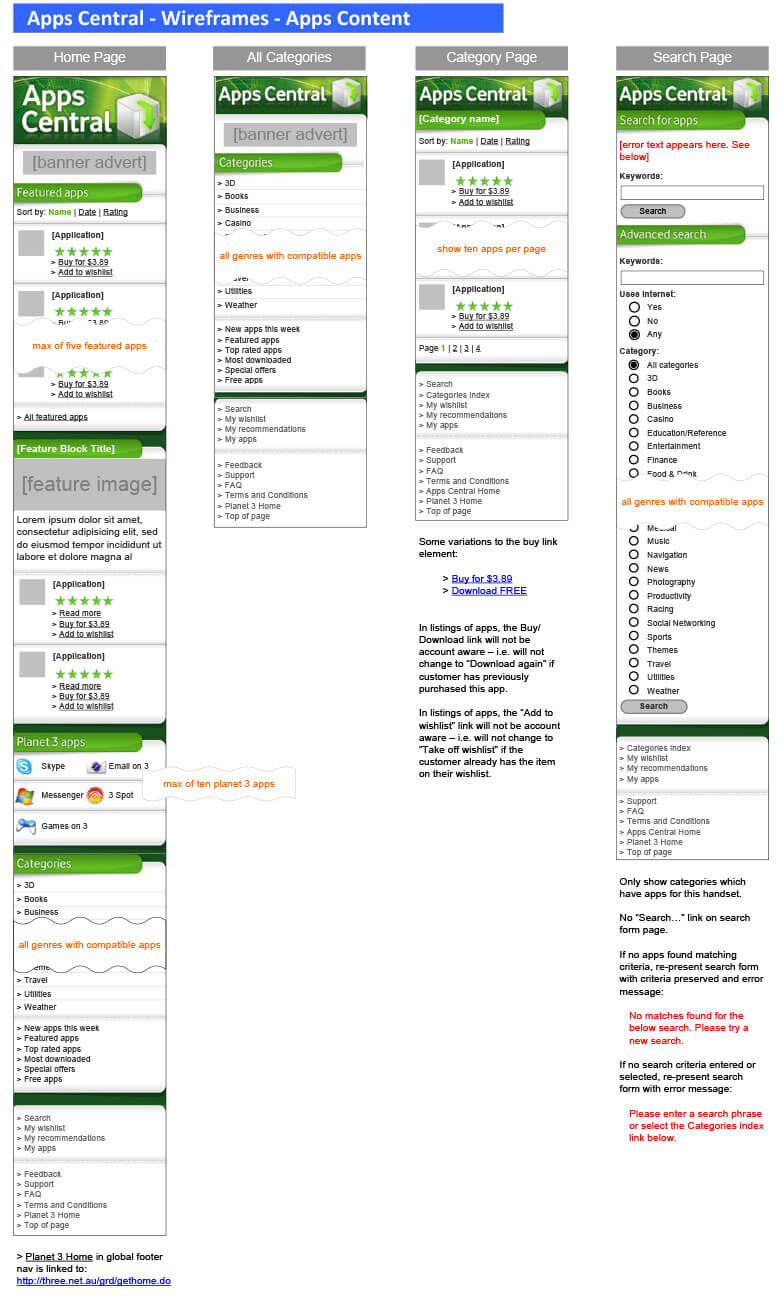 Apps Central - Wireframes - Apps Content
Home Page
Apps
Central
[banner advert]
Featured apps
Sort by: Name | Date | Rating
[Application]
> Buy for $3.89
> Add to wishlist
[Application]
max of five featured apps
> Buy for $3.89
> Add to wishlist
> All featured apps
[Feature Block Title]
[feature image]
Lorem ipsum dolor sit amet,
consectetur adipisicing elit, sed
do eiusmod tempor incididunt ut
labore et dolore magna al
[Application]
> Read more
> Buy for $3.89
> Add to wishlist
[Application]
> Read more
> Buy for $3.89
> Add to wishlist
Planet 3 apps
Skype
Email on 3
Messenger
3 Spot
Games on 3
max of ten planet 3 apps
Categories
> 3D
> Books
> Business
all genres with compatible apps
> Travel
> Utilities
> Weather
> New apps this week
> Featured apps
> Top rated apps
> Most downloaded
> Special offers
> Free apps
> Search
> My wishlist
> My recommendations
> My apps
> Feedback
> Support
> FAQ
> Terms and Conditions
> Planet 3 Home
> Top of page
> Planet 3 Home in global footer
nav is linked to:
http://three.net.au/grd/gethome.do
All Categories
Apps Central
[banner advert]
Categories
> 3D
> Books
> Business
> Casino
all genres with compatible apps
> Utilities
> Weather
> New apps this week
> Featured apps
> Top rated apps
> Most downloaded
> Special offers
> Free apps
> Search
> My wishlist
> My recommendations
> My apps
> Feedback
> Support
> FAQ
> Terms and Conditions
> Planet 3 Home
> Top of page
Category Page
Apps Central
[Category name]
Sort by: Name | Date | Rating
[Application]
> Buy for $3.89
> Add to wishlist
show ten apps per page
[Application]
> Buy for $3.89
> Add to wishlist
Page 1 | 2 | 3 | 4
> Search
> Categories Index
> My wishlist
> My recommendations
> My apps
> Feedback
> Support
> FAQ
> Terms and Conditions
> Apps Central Home
> Planet 3 Home
> Top of page
Some variations to the buy link
element:
> Buy for $3.89
> Download FREE
In listings of apps, the Buy/
Download link will not be
account aware – i.e. will not
change to “Download again” if
customer has previously
purchased this app.
In listings of apps, the “Add to
wishlist” link will not be account
aware – i.e. will not change to
“Take off wishlist” if the
customer already has the item
on their wishlist.
Search Page
Apps Central
Search for apps
[error text appears here. See
below]
Keywords:
Search
Advanced search
Keywords:
Uses Internet:
Yes
No
Any
Category:
All categories
3D
Books
Business
Casino
Education/Reference
Entertainment
Finance
Food & Drink
all genres with compatible apps
Medical
Music
Navigation
News
Photography
Productivity
Racing
Social Networking
Sports
Themes
Travel
Utilities
Weather
Search
> Categories Index
> My wishlist
> My recommendations
> My apps
> Support
> FAQ
> Terms and Conditions
> Apps Central Home
> Planet 3 Home
> Top of page
Only show categories which
have apps for this handset.
No “Search…” link on search
form page.
If no apps found matching
criteria, re-present search form
with criteria preserved and error
message:
No matches found for the
below search. Please try a
new search.
If no search criteria entered or
selected, re-present search
form with error message:
Please enter a search phrase
or select the Categories index
link below.